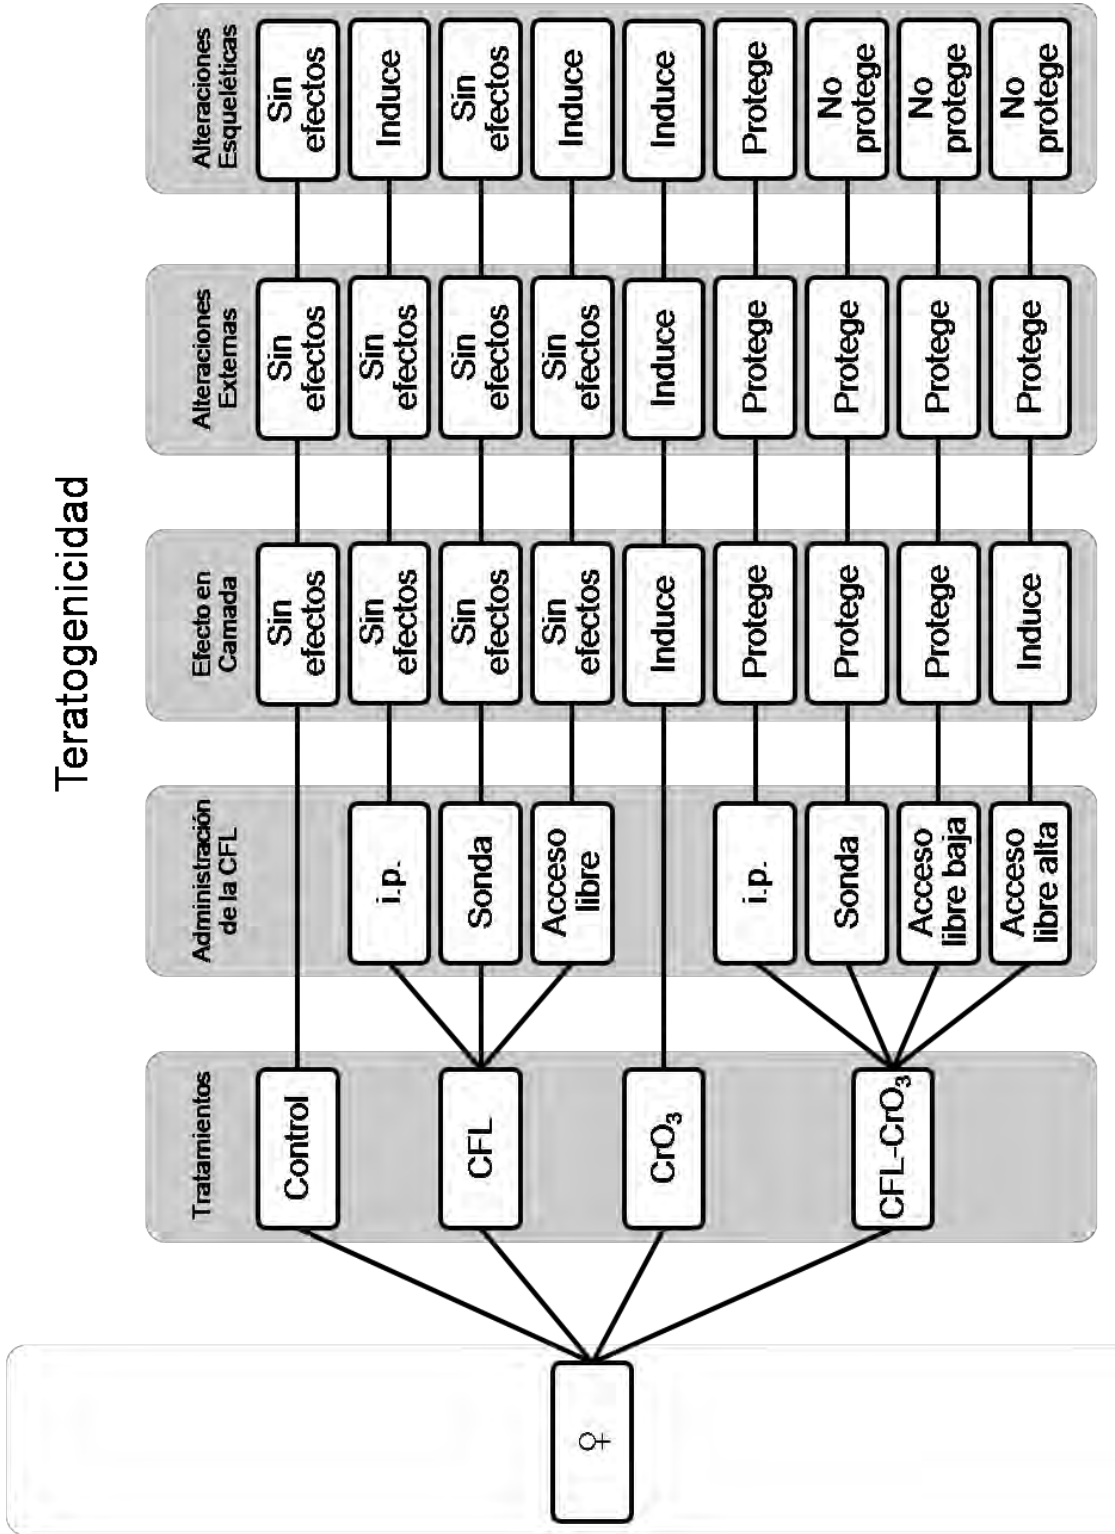 Teratogenicidad
♀
Tratamientos
Control
CFL
CrO₃
CFL-CrO₃
Administración
de la CFL
i.p.
Sonda
Acceso
libre
i.p.
Sonda
Acceso
libre baja
Acceso
libre alta
Efecto en
Camada
Sin
efectos
Sin
efectos
Sin
efectos
Sin
efectos
Induce
Protege
Protege
Protege
Induce
Alteraciones
Externas
Sin
efectos
Sin
efectos
Sin
efectos
Sin
efectos
Induce
Protege
Protege
Protege
Protege
Alteraciones
Esqueléticas
Sin
efectos
Induce
Sin
efectos
Induce
Induce
Protege
No
protege
No
protege
No
protege